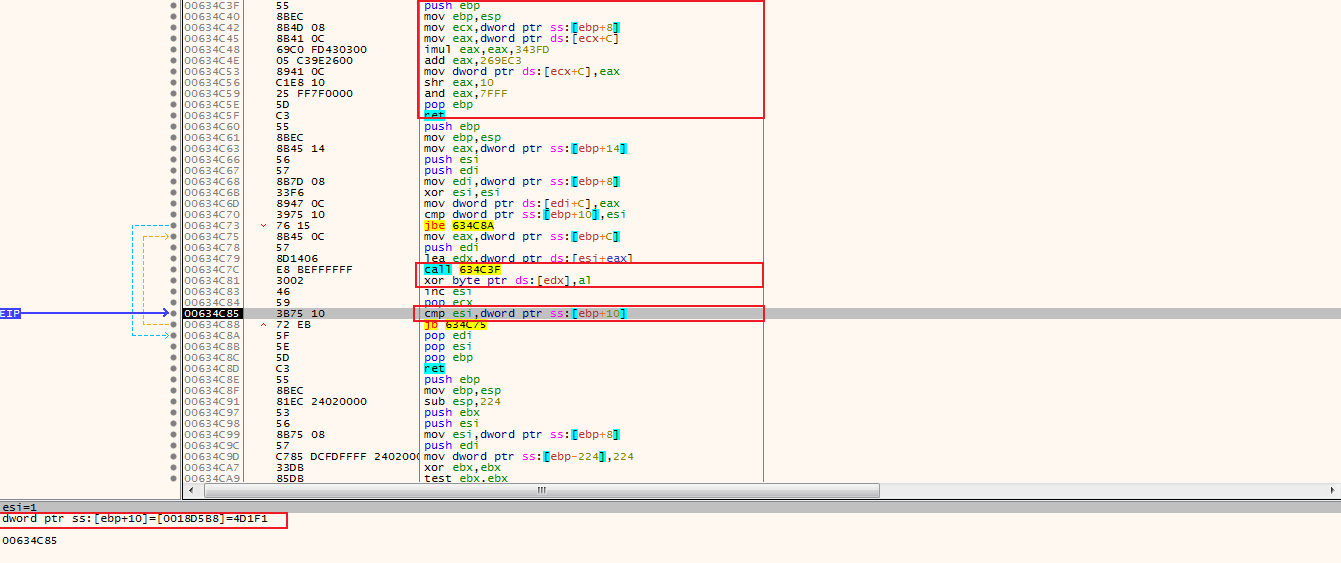 00634C3F 55 push ebp
00634C40 8BEC mov ebp,esp
00634C42 8B4D 08 mov ecx,dword ptr ss:[ebp+8]
00634C45 8B41 0C mov eax,dword ptr ds:[ecx+C]
00634C48 69C0 FD430300 imul eax,eax,343FD
00634C4E 05 C39E2600 add eax,269EC3
00634C53 8941 0C mov dword ptr ds:[ecx+C],eax
00634C56 C1E8 10 shr eax,10
00634C59 25 FF7F0000 and eax,7FFF
00634C5E 5D pop ebp
00634C5F C3 ret
00634C60 55 push ebp
00634C61 8BEC mov ebp,esp
00634C63 8B45 14 mov eax,dword ptr ss:[ebp+14]
00634C66 56 push esi
00634C67 57 push edi
00634C68 8B7D 08 mov edi,dword ptr ss:[ebp+8]
00634C6B 33F6 xor esi,esi
00634C6D 8947 0C mov dword ptr ds:[edi+C],eax
00634C70 3975 10 cmp dword ptr ss:[ebp+10],esi
00634C73 76 15 jbe 634C8A
00634C75 8B45 0C mov eax,dword ptr ss:[ebp+C]
00634C78 57 push edi
00634C79 8D1406 lea edx,dword ptr ds:[esi+eax]
00634C7C E8 BEFFFFFF call 634C3F
00634C81 3002 xor byte ptr ds:[edx],al
00634C83 46 inc esi
00634C84 59 pop ecx
EIP 00634C85 3B75 10 cmp esi,dword ptr ss:[ebp+10]
00634C88 72 EB jb 634C75
00634C8A 5F pop edi
00634C8B 5E pop esi
00634C8C 5D pop ebp
00634C8D C3 ret
00634C8E 55 push ebp
00634C8F 8BEC mov ebp,esp
00634C91 81EC 24020000 sub esp,224
00634C97 53 push ebx
00634C98 56 push esi
00634C99 8B75 08 mov esi,dword ptr ss:[ebp+8]
00634C9C 57 push edi
00634C9D C785 DCFDFFFF 2402000 mov dword ptr ss:[ebp-224],224
00634CA7 33DB xor ebx,ebx
00634CA9 85DB test ebx,ebx
esi=1
dword ptr ss:[ebp+10]=[0018D5B8]=4D1F1
00634C85